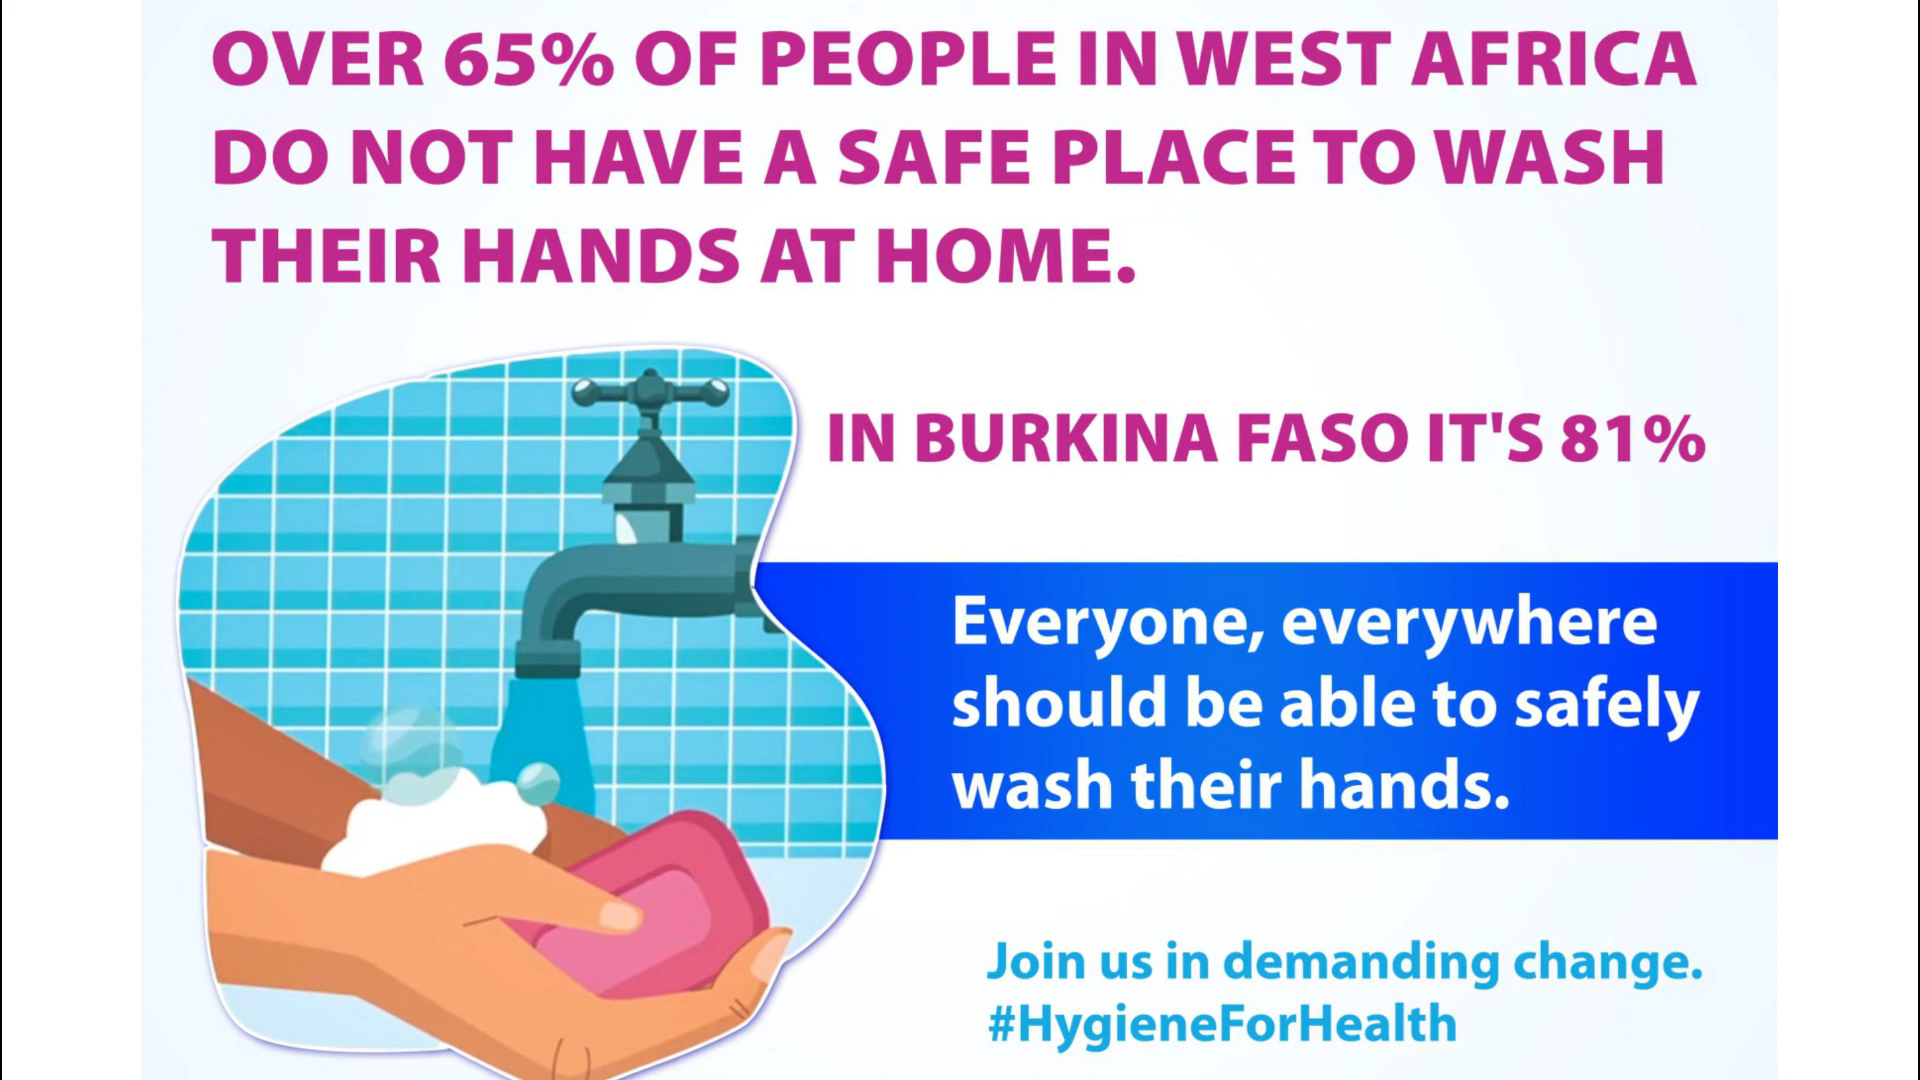 OVER 65% OF PEOPLE IN WEST AFRICA
DO NOT HAVE A SAFE PLACE TO WASH
THEIR HANDS AT HOME.
IN BURKINA FASO IT'S 81%
Everyone, everywhere
should be able to safely
wash their hands.
Join us in demanding change.
#HygieneForHealth